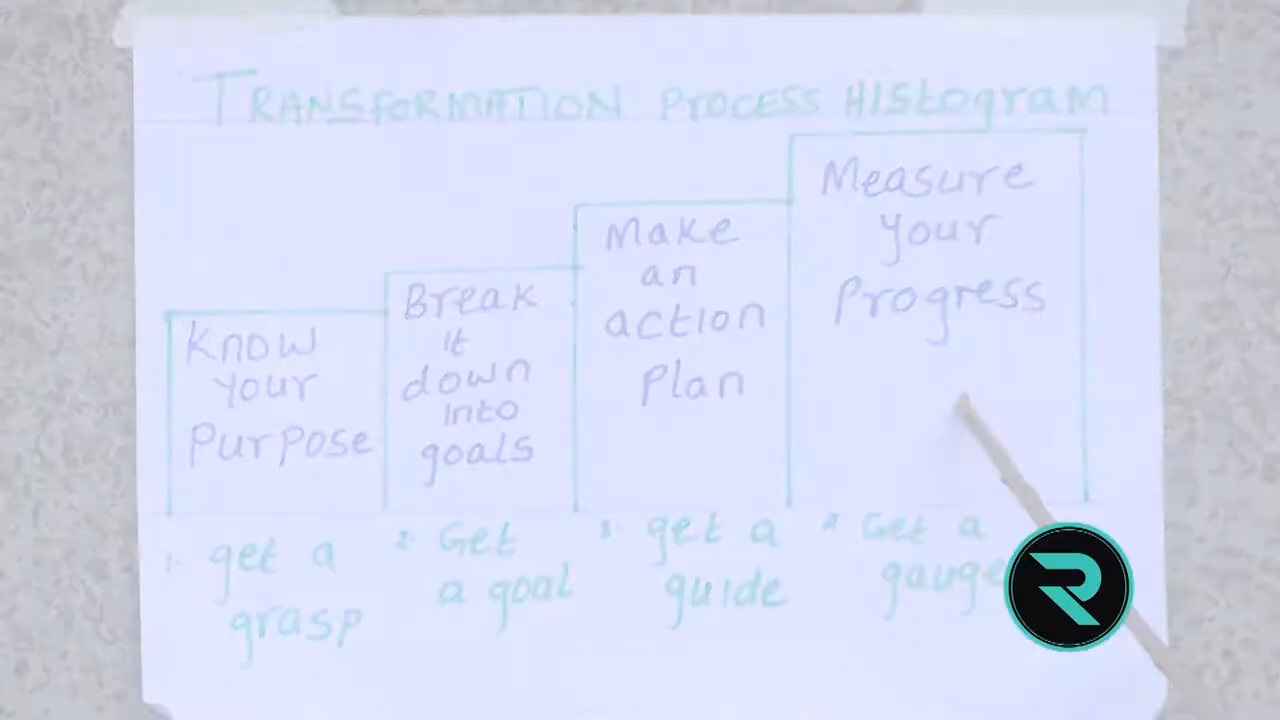 TRANSFORMATION PROCESS HIStogram
Know
Your
Purpose
Break
it
down
into
goals
Make
an
action
Plan
Measure
your
Progress
1. get a
grasp
2. Get
a goal
3 get a
guide
4 Get a
gauge
R